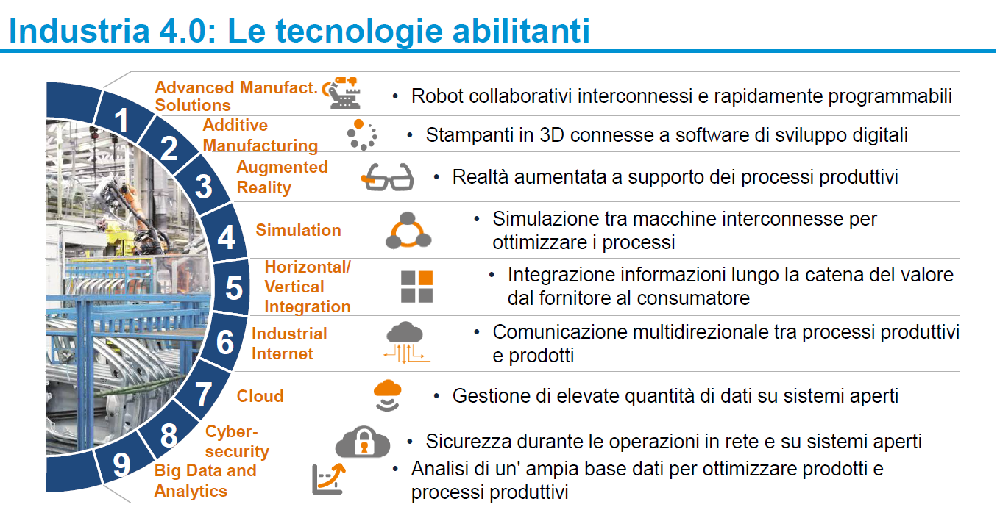 Industria 4.0: Le tecnologie abilitanti
1
Advanced Manufact.
Solutions
• Robot collaborativi interconnessi e rapidamente programmabili
2
Additive
Manufacturing
• Stampanti in 3D connesse a software di sviluppo digitali
3
Augmented
Reality
• Realtà aumentata a supporto dei processi produttivi
4
Simulation
• Simulazione tra macchine interconnesse per
ottimizzare i processi
5
Horizontal/
Vertical
Integration
• Integrazione informazioni lungo la catena del valore
dal fornitore al consumatore
6
Industrial
Internet
• Comunicazione multidirezionale tra processi produttivi
e prodotti
7
Cloud
• Gestione di elevate quantità di dati su sistemi aperti
8
Cyber-
security
• Sicurezza durante le operazioni in rete e su sistemi aperti
9
Big Data and
Analytics
• Analisi di un' ampia base dati per ottimizzare prodotti e
processi produttivi